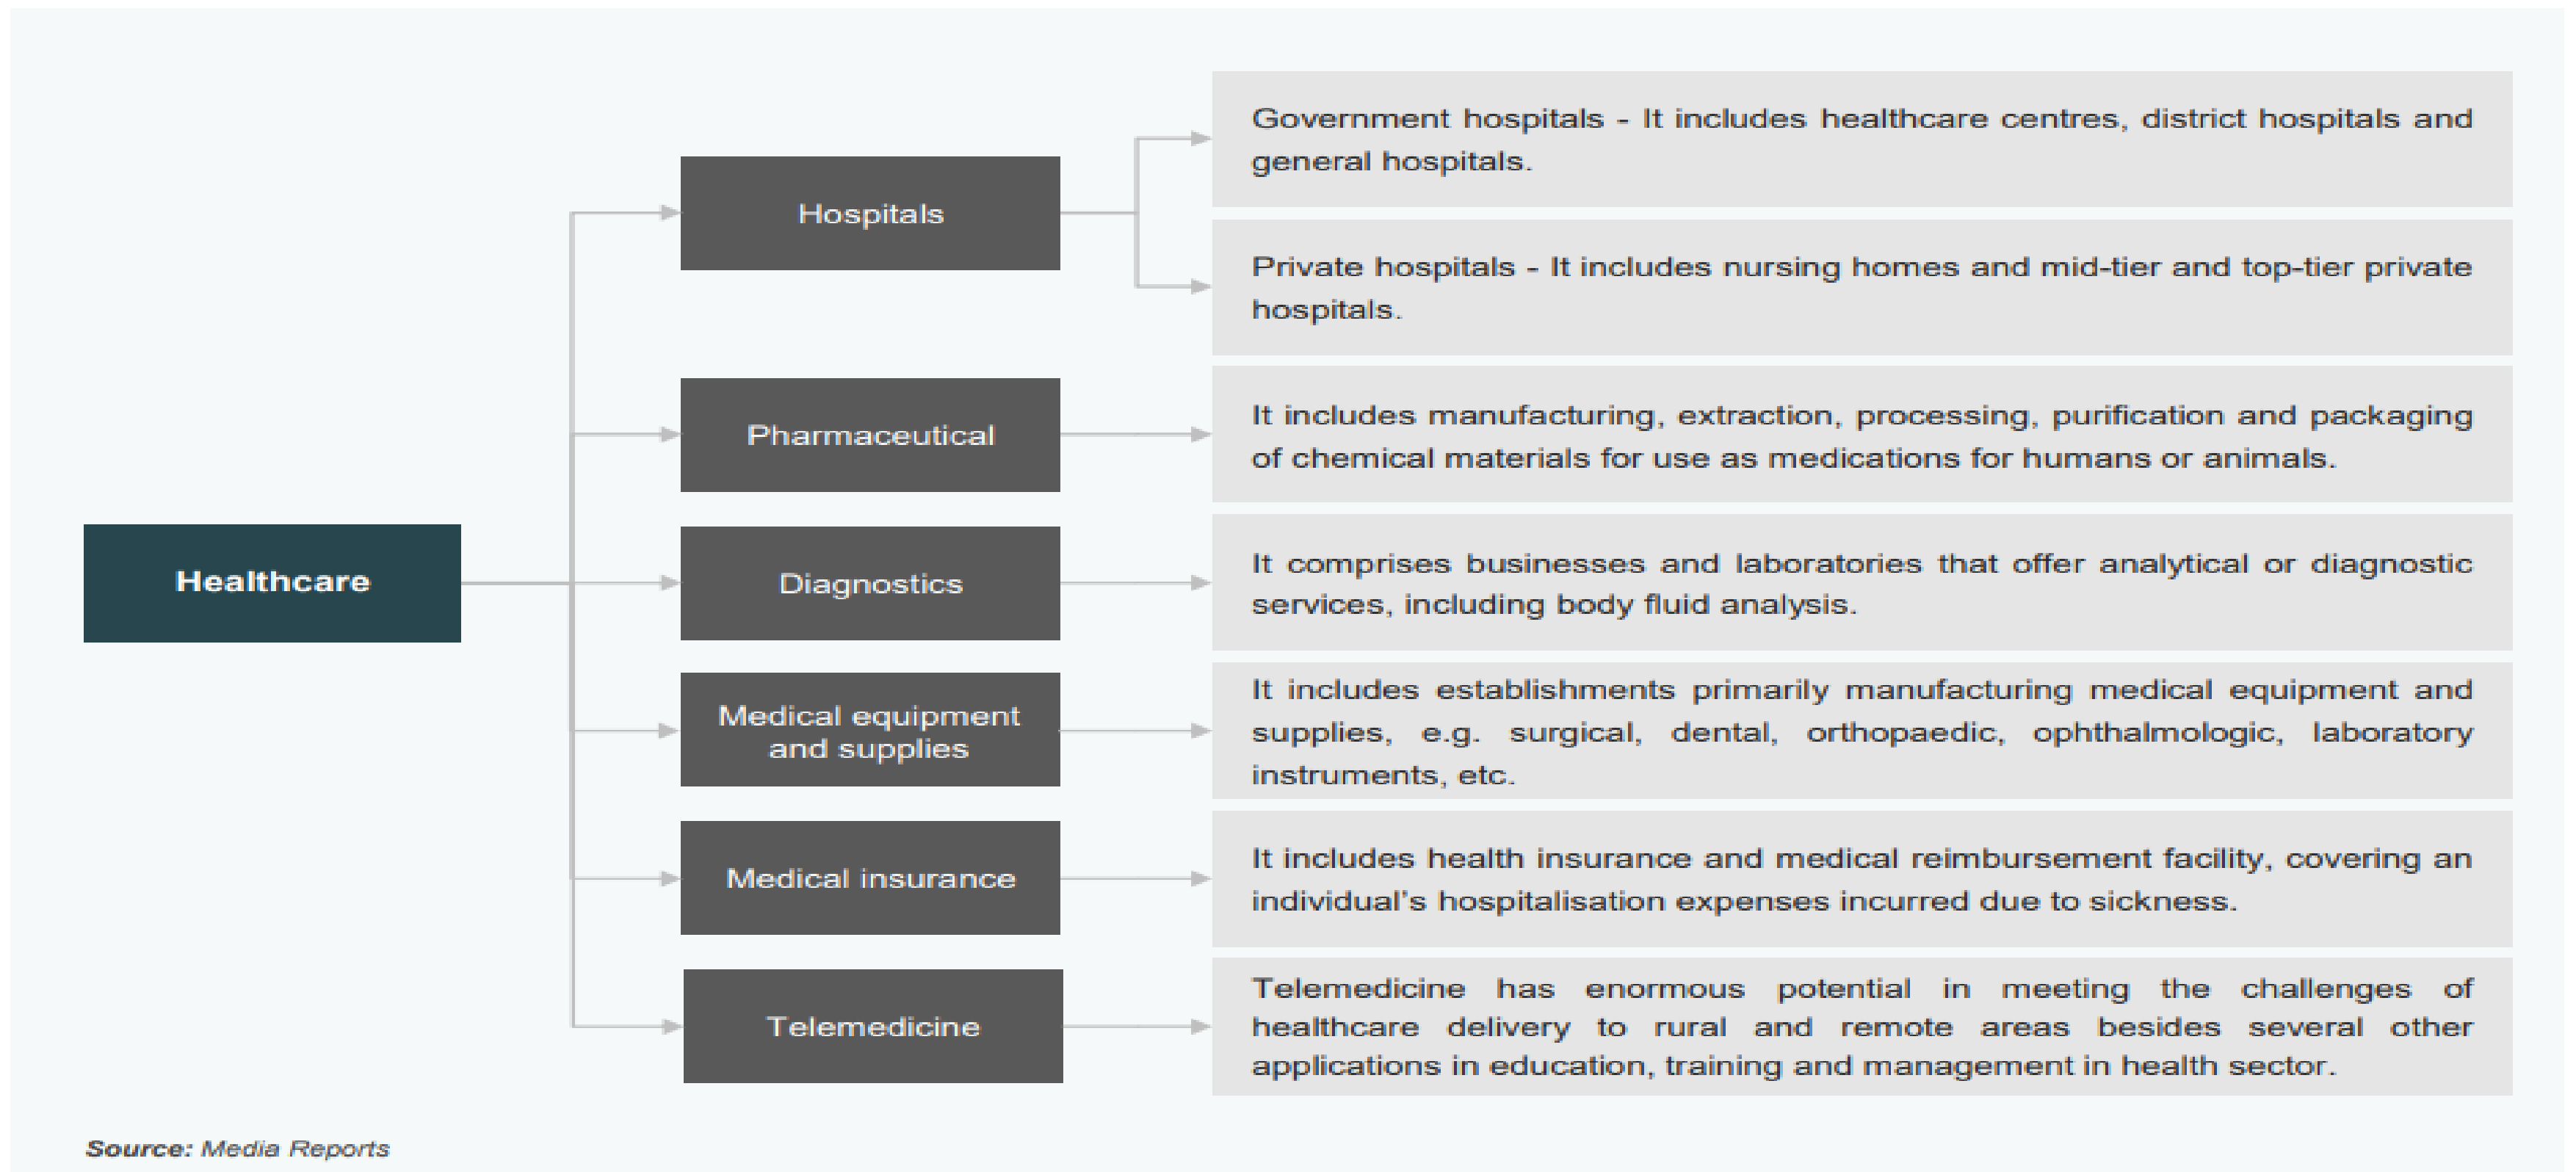 Government hospitals - It includes healthcare centres, district hospitals and
general hospitals.
Hospitals
Private hospitals - It includes nursing homes and mid-tier and top-tier private
hospitals.
Pharmaceutical
It includes manufacturing, extraction, processing, purification and packaging
of chemical materials for use as medications for humans or animals.
Healthcare
Diagnostics
It comprises businesses and laboratories that offer analytical or diagnostic
services, including body fluid analysis.
Medical equipment
and supplies
It includes establishments primarily manufacturing medical equipment and
supplies, e.g. surgical, dental, orthopaedic, ophthalmologic, laboratory
instruments, etc.
Medical insurance
It includes health insurance and medical reimbursement facility, covering an
individual's hospitalisation expenses incurred due to sickness.
Telemedicine
Telemedicine has enormous potential in meeting the challenges of
healthcare delivery to rural and remote areas besides several other
applications in education, training and management in health sector.
Source: Media Reports